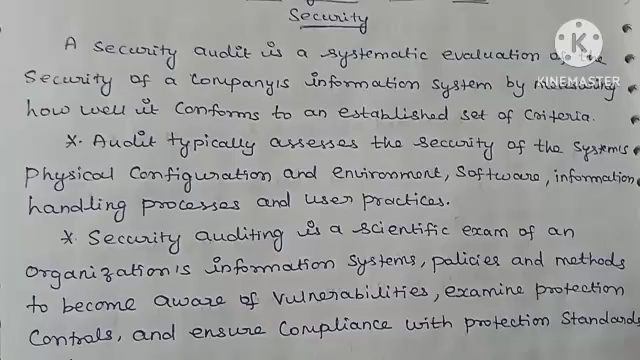 Security
A Security audit is a systematic evaluation of the
Security of a company's information system by measuring
how well it conforms to an established set of criteria.
*. Audit typically assesses the security of the system's
Physical Configuration and environment, Software, information
handling processes and user practices.
*. Security auditing is a scientific exam of an
Organization's information systems, policies and methods
to become aware of vulnerabilities, examine protection
Controls, and ensure Compliance with protection Standards
K
KINEMASTER